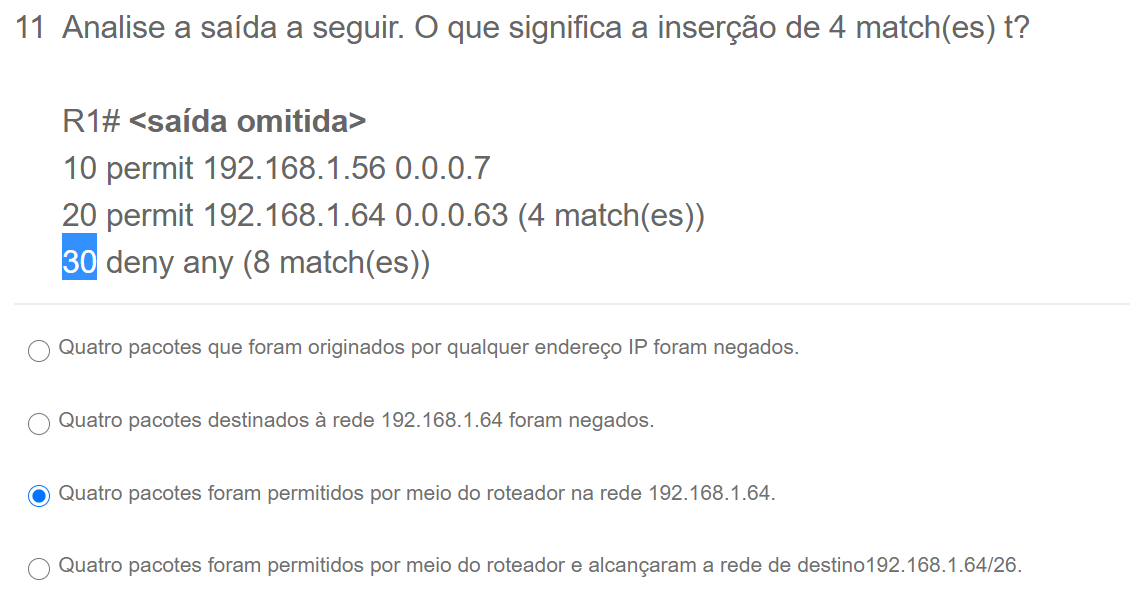 11 Analise a saída a seguir. O que significa a inserção de 4 match(es) t?
R1# <saída omitida>
10 permit 192.168.1.56 0.0.0.7
20 permit 192.168.1.64 0.0.0.63 (4 match(es))
30 deny any (8 match(es))
Quatro pacotes que foram originados por qualquer endereço IP foram negados.
Quatro pacotes destinados à rede 192.168.1.64 foram negados.
Quatro pacotes foram permitidos por meio do roteador na rede 192.168.1.64.
Quatro pacotes foram permitidos por meio do roteador e alcançaram a rede de destino192.168.1.64/26.